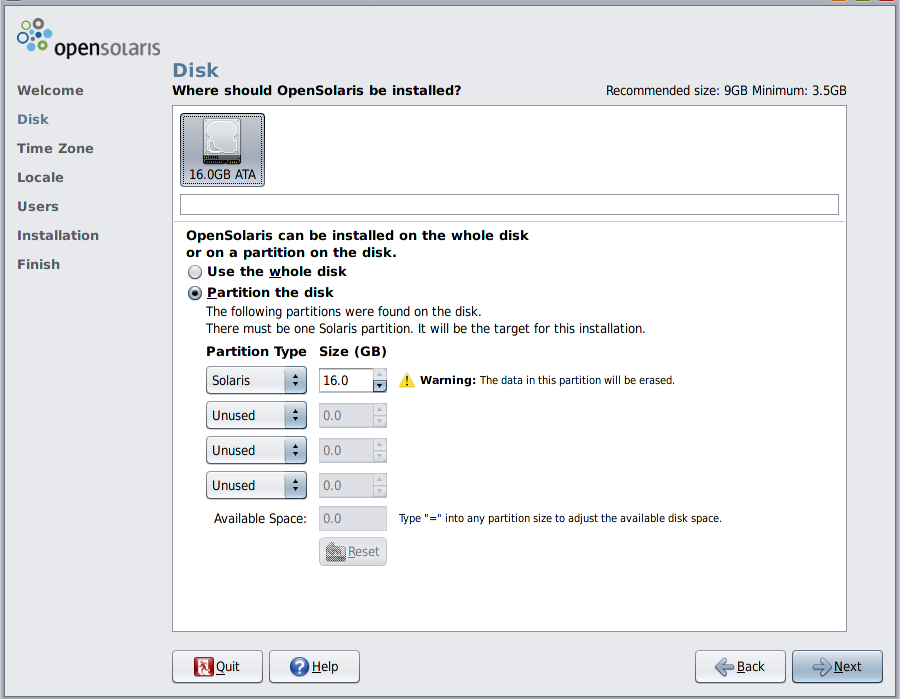 opensolaris
Disk
Where should OpenSolaris be installed?
Recommended size: 9GB Minimum: 3.5GB
Welcome
Disk
Time Zone
Locale
Users
Installation
Finish
16.0GB ATA
OpenSolaris can be installed on the whole disk
or on a partition on the disk.
Use the whole disk
Partition the disk
The following partitions were found on the disk.
There must be one Solaris partition. It will be the target for this installation.
Partition Type Size (GB)
Solaris 16.0 Warning: The data in this partition will be erased.
Unused 0.0
Unused 0.0
Unused 0.0
Available Space: 0.0 Type "=" into any partition size to adjust the available disk space.
Reset
Quit Help Back Next